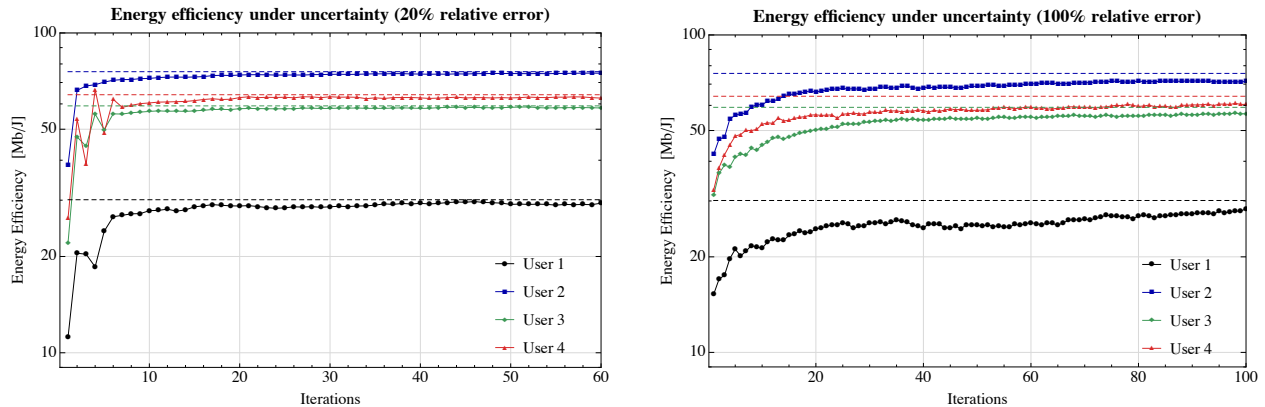 Energy efficiency under uncertainty (20% relative error)
100
50
20
10
Energy Efficiency [Mb/J]
10 20 30 40 50 60
Iterations
User 1
User 2
User 3
User 4
Energy efficiency under uncertainty (100% relative error)
100
50
20
10
Energy Efficiency [Mb/J]
20 40 60 80 100
Iterations
User 1
User 2
User 3
User 4